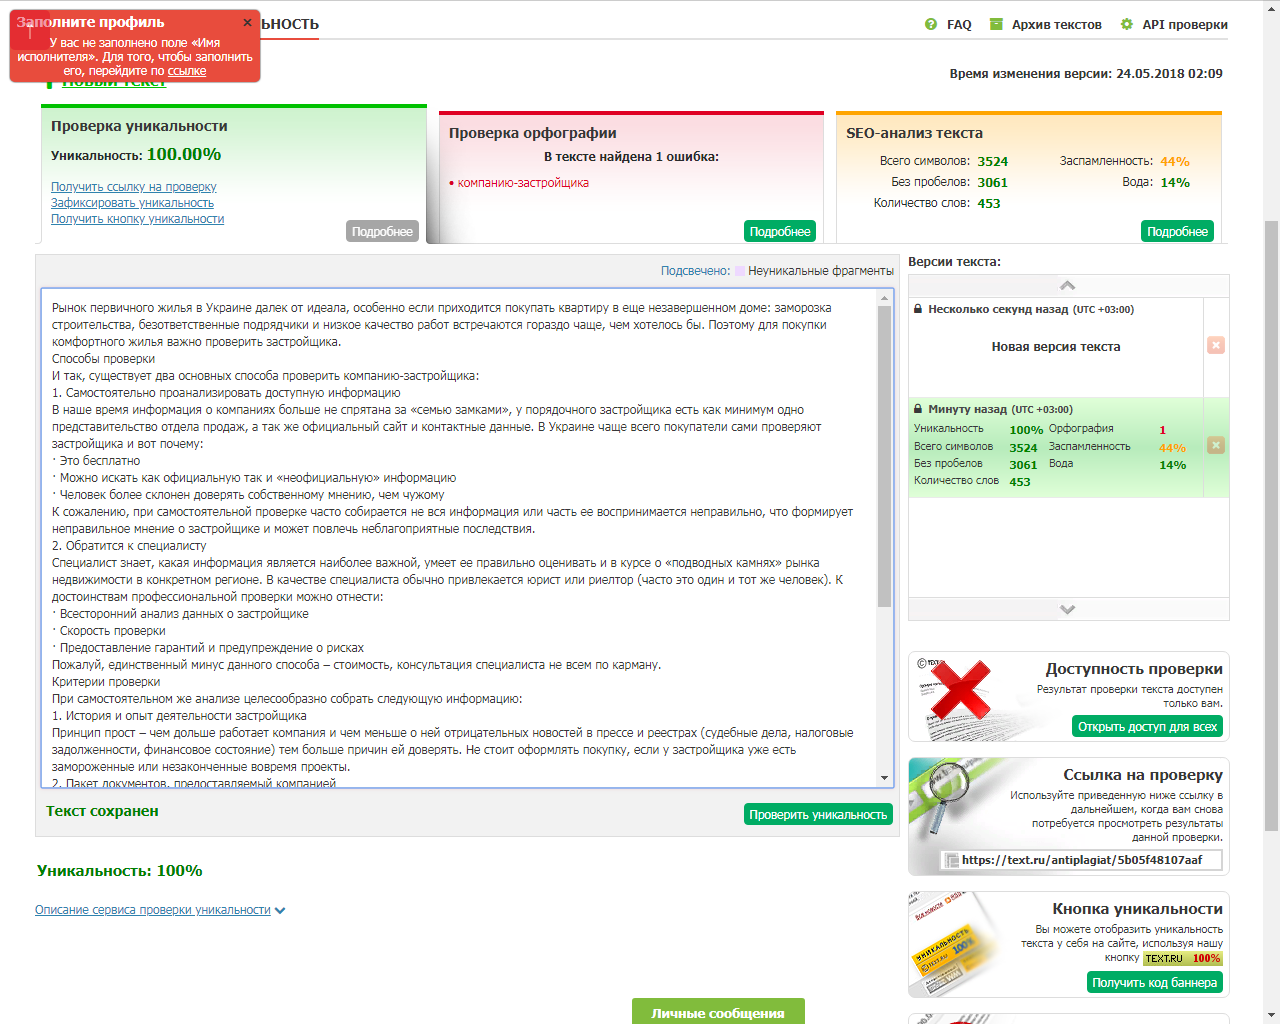 Заполните профиль
У вас не заполнено поле «Имя
исполнителя». Для того, чтобы заполнить
его, перейдите по ссылке
ЛЬНОСТЬ
FAQ
Архив текстов
API проверки
Новый текст
Время изменения версии: 24.05.2018 02:09
Проверка уникальности
Уникальность: 100.00%
Получить ссылку на проверку
Зафиксировать уникальность
Получить кнопку уникальности
Подробнее
Проверка орфографии
В тексте найдена 1 ошибка:
• компанию-застройщика
Подробнее
SEO-анализ текста
Всего символов: 3524
Заспамленность: 44%
Без пробелов: 3061
Вода: 14%
Количество слов: 453
Подробнее
Подсвечено: Неуникальные фрагменты
Рынок первичного жилья в Украине далек от идеала, особенно если приходится покупать квартиру в еще незавершенном доме: заморозка
строительства, безответственные подрядчики и низкое качество работ встречаются гораздо чаще, чем хотелось бы. Поэтому для покупки
комфортного жилья важно проверить застройщика.
Способы проверки
И так, существует два основных способа проверить компанию-застройщика:
1. Самостоятельно проанализировать доступную информацию
В наше время информация о компаниях больше не спрятана за «семью замками», у порядочного застройщика есть как минимум одно
представительство отдела продаж, а так же официальный сайт и контактные данные. В Украине чаще всего покупатели сами проверяют
застройщика и вот почему:
· Это бесплатно
· Можно искать как официальную так и «неофициальную» информацию
· Человек более склонен доверять собственному мнению, чем чужому
К сожалению, при самостоятельной проверке часто собирается не вся информация или часть ее воспринимается неправильно, что формирует
неправильное мнение о застройщике и может повлечь неблагоприятные последствия.
2. Обратится к специалисту
Специалист знает, какая информация является наиболее важной, умеет ее правильно оценивать и в курсе о «подводных камнях» рынка
недвижимости в конкретном регионе. В качестве специалиста обычно привлекается юрист или риелтор (часто это один и тот же человек). К
достоинствам профессиональной проверки можно отнести:
· Всесторонний анализ данных о застройщике
· Скорость проверки
· Предоставление гарантий и предупреждение о рисках
Пожалуй, единственный минус данного способа – стоимость, консультация специалиста не всем по карману.
Критерии проверки
При самостоятельном же анализе целесообразно собрать следующую информацию:
1. История и опыт деятельности застройщика
Принцип прост – чем дольше работает компания и чем меньше о ней отрицательных новостей в прессе и реестрах (судебные дела, налоговые
задолженности, финансовое состояние) тем больше причин ей доверять. Не стоит оформлять покупку, если у застройщика уже есть
замороженные или незаконченные вовремя проекты.
2. Пакет документов, предоставляемый компанией
Текст сохранен
Проверить уникальность
Уникальность: 100%
Описание сервиса проверки уникальности
Версии текста:
Несколько секунд назад (UTC +03:00)
Новая версия текста
Минуту назад (UTC +03:00)
Уникальность 100% Орфография 1
Всего символов 3524 Заспамленность 44%
Без пробелов 3061 Вода 14%
Количество слов 453
Доступность проверки
Результат проверки текста доступен
только вам.
Открыть доступ для всех
Ссылка на проверку
Используйте приведенную ниже ссылку в
дальнейшем, когда вам снова
потребуется просмотреть результаты
данной проверки.
https://text.ru/antiplagiat/5b05f48107aaf
Кнопка уникальности
Вы можете отобразить уникальность
текста у себя на сайте, используя нашу
кнопку TEXT.RU 100%
УНИКАЛЬНОСТЬ
100%
Получить код баннера
Личные сообщения